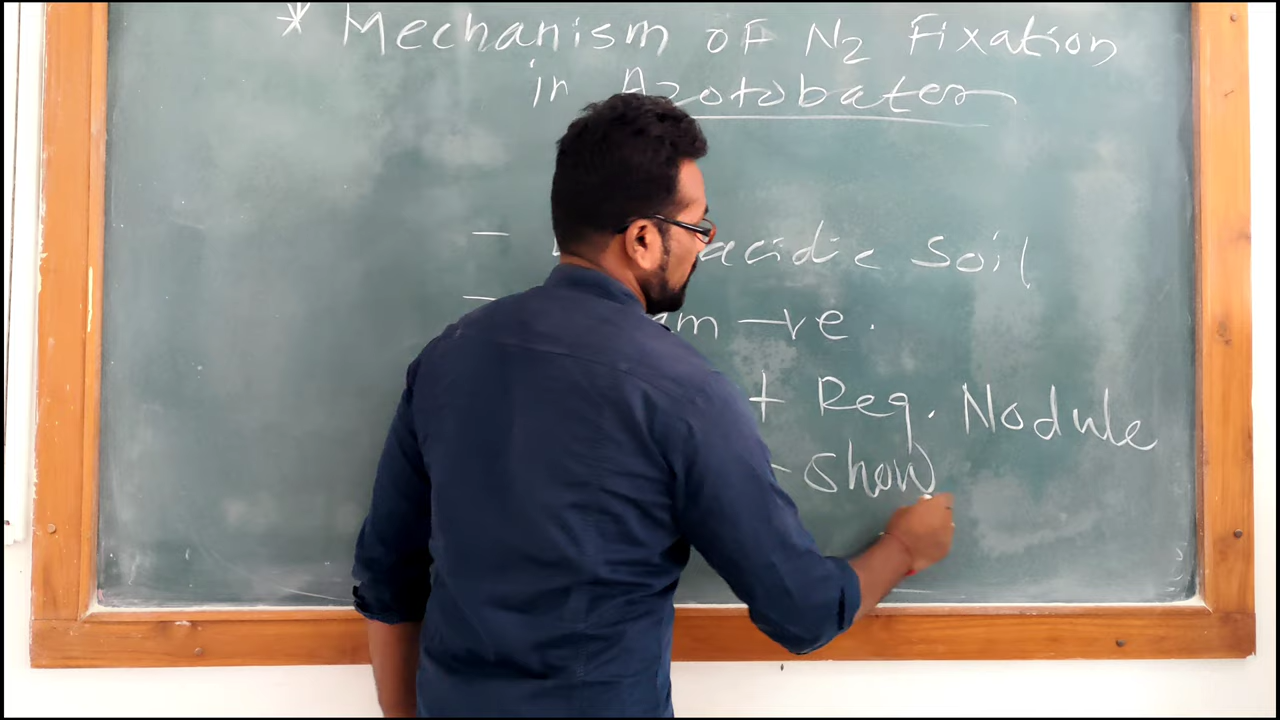 * Mechanism of N2 Fixation
in Azotobater
- acidic Soil
- -ve.
Req. Nodule
- show